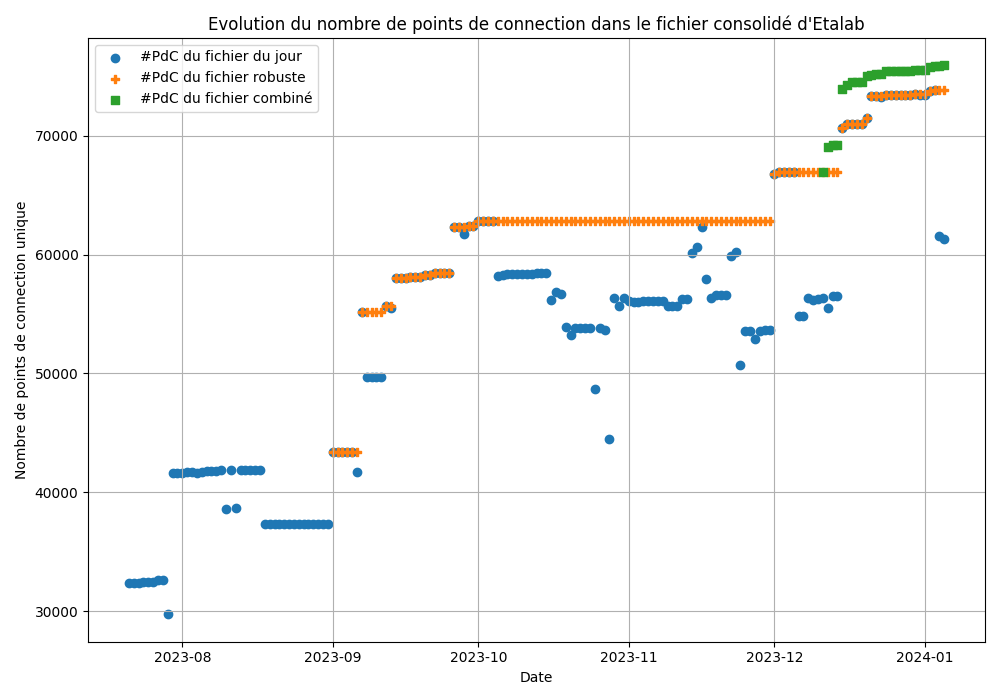 Evolution du nombre de points de connection dans le fichier consolidé d'Etalab
#PdC du fichier du jour
#PdC du fichier robuste
#PdC du fichier combiné
Nombre de points de connection unique
70000
60000
50000
40000
30000
2023-08
2023-09
2023-10
2023-11
2023-12
2024-01
Date